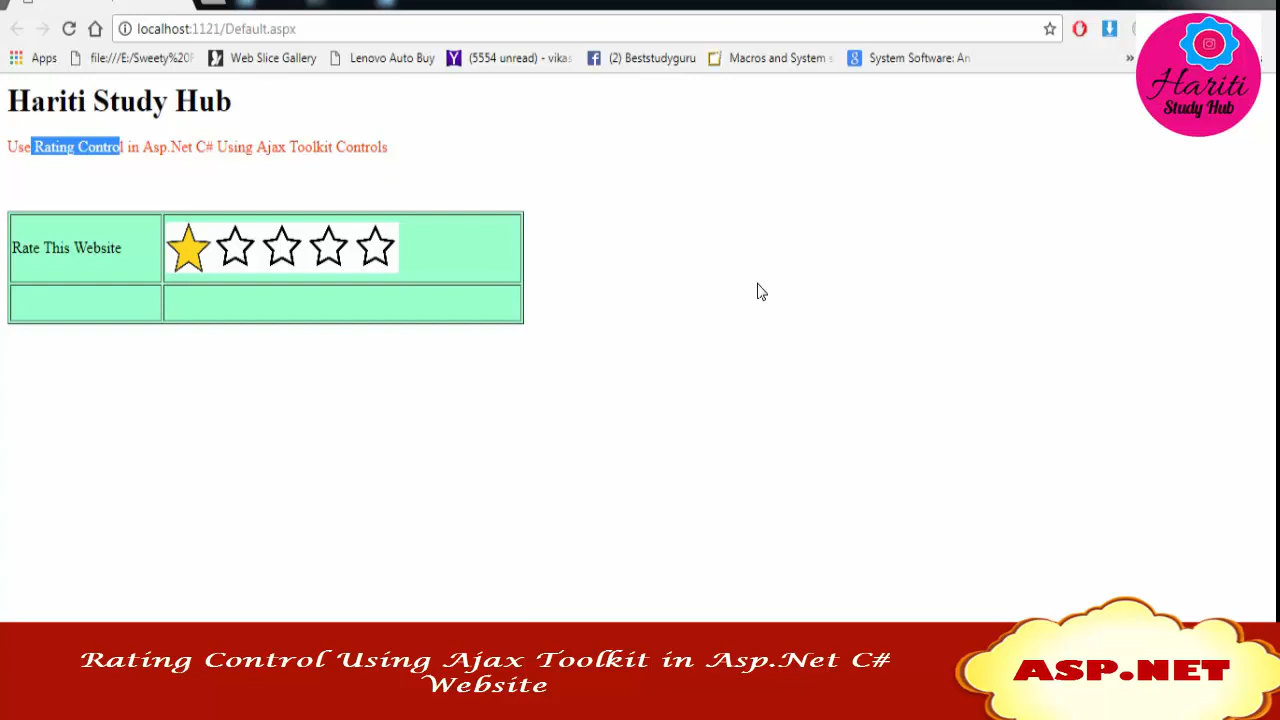 localhost:1121/Default.aspx
Apps file:///E:/Sweety%20F Web Slice Gallery Lenovo Auto Buy (5554 unread) - vikas (2) Beststudyguru Macros and System s System Software: An »
Hariti
Study Hub
Hariti Study Hub
Use Rating Control in Asp.Net C# Using Ajax Toolkit Controls
Rate This Website
Rating Control Using Ajax Toolkit in Asp.Net C#
Website
ASP.NET